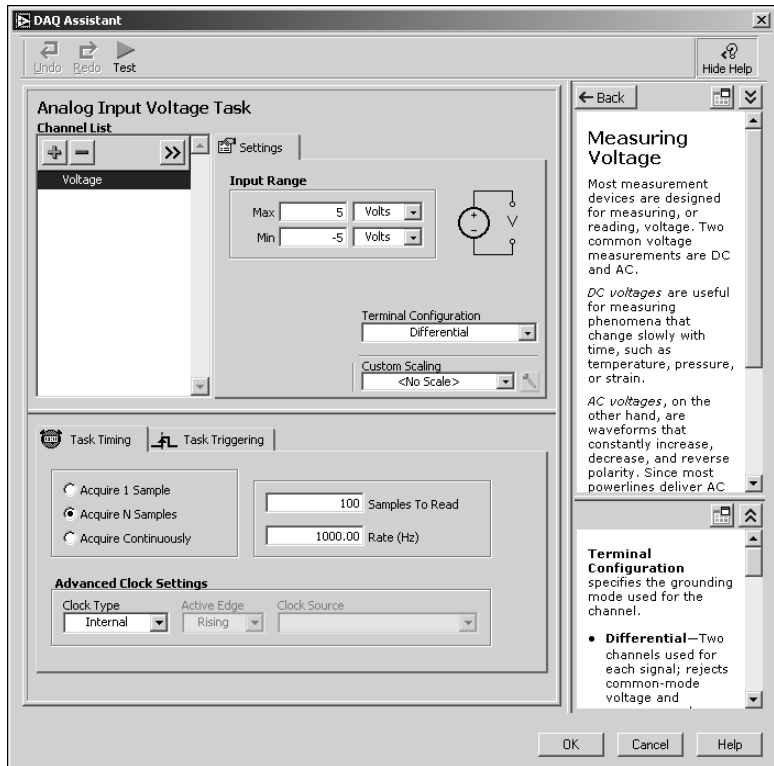 DAQ Assistant
Undo Redo Test
Hide Help
Analog Input Voltage Task
Channel List
Voltage
Settings
Input Range
Max 5 Volts
Min -5 Volts
V
Terminal Configuration
Differential
Custom Scaling
<No Scale>
Task Timing Task Triggering
Acquire 1 Sample
Acquire N Samples
Acquire Continuously
100 Samples To Read
1000.00 Rate (Hz)
Advanced Clock Settings
Clock Type Active Edge Clock Source
Internal Rising
Back
Measuring
Voltage
Most measurement
devices are designed
for measuring, or
reading, voltage. Two
common voltage
measurements are DC
and AC.
DC voltages are useful
for measuring
phenomena that
change slowly with
time, such as
temperature, pressure,
or strain.
AC voltages, on the
other hand, are
waveforms that
constantly increase,
decrease, and reverse
polarity. Since most
powerlines deliver AC
Terminal
Configuration
specifies the grounding
mode used for the
channel.
• Differential—Two
channels used for
each signal; rejects
common-mode
voltage and
OK Cancel Help